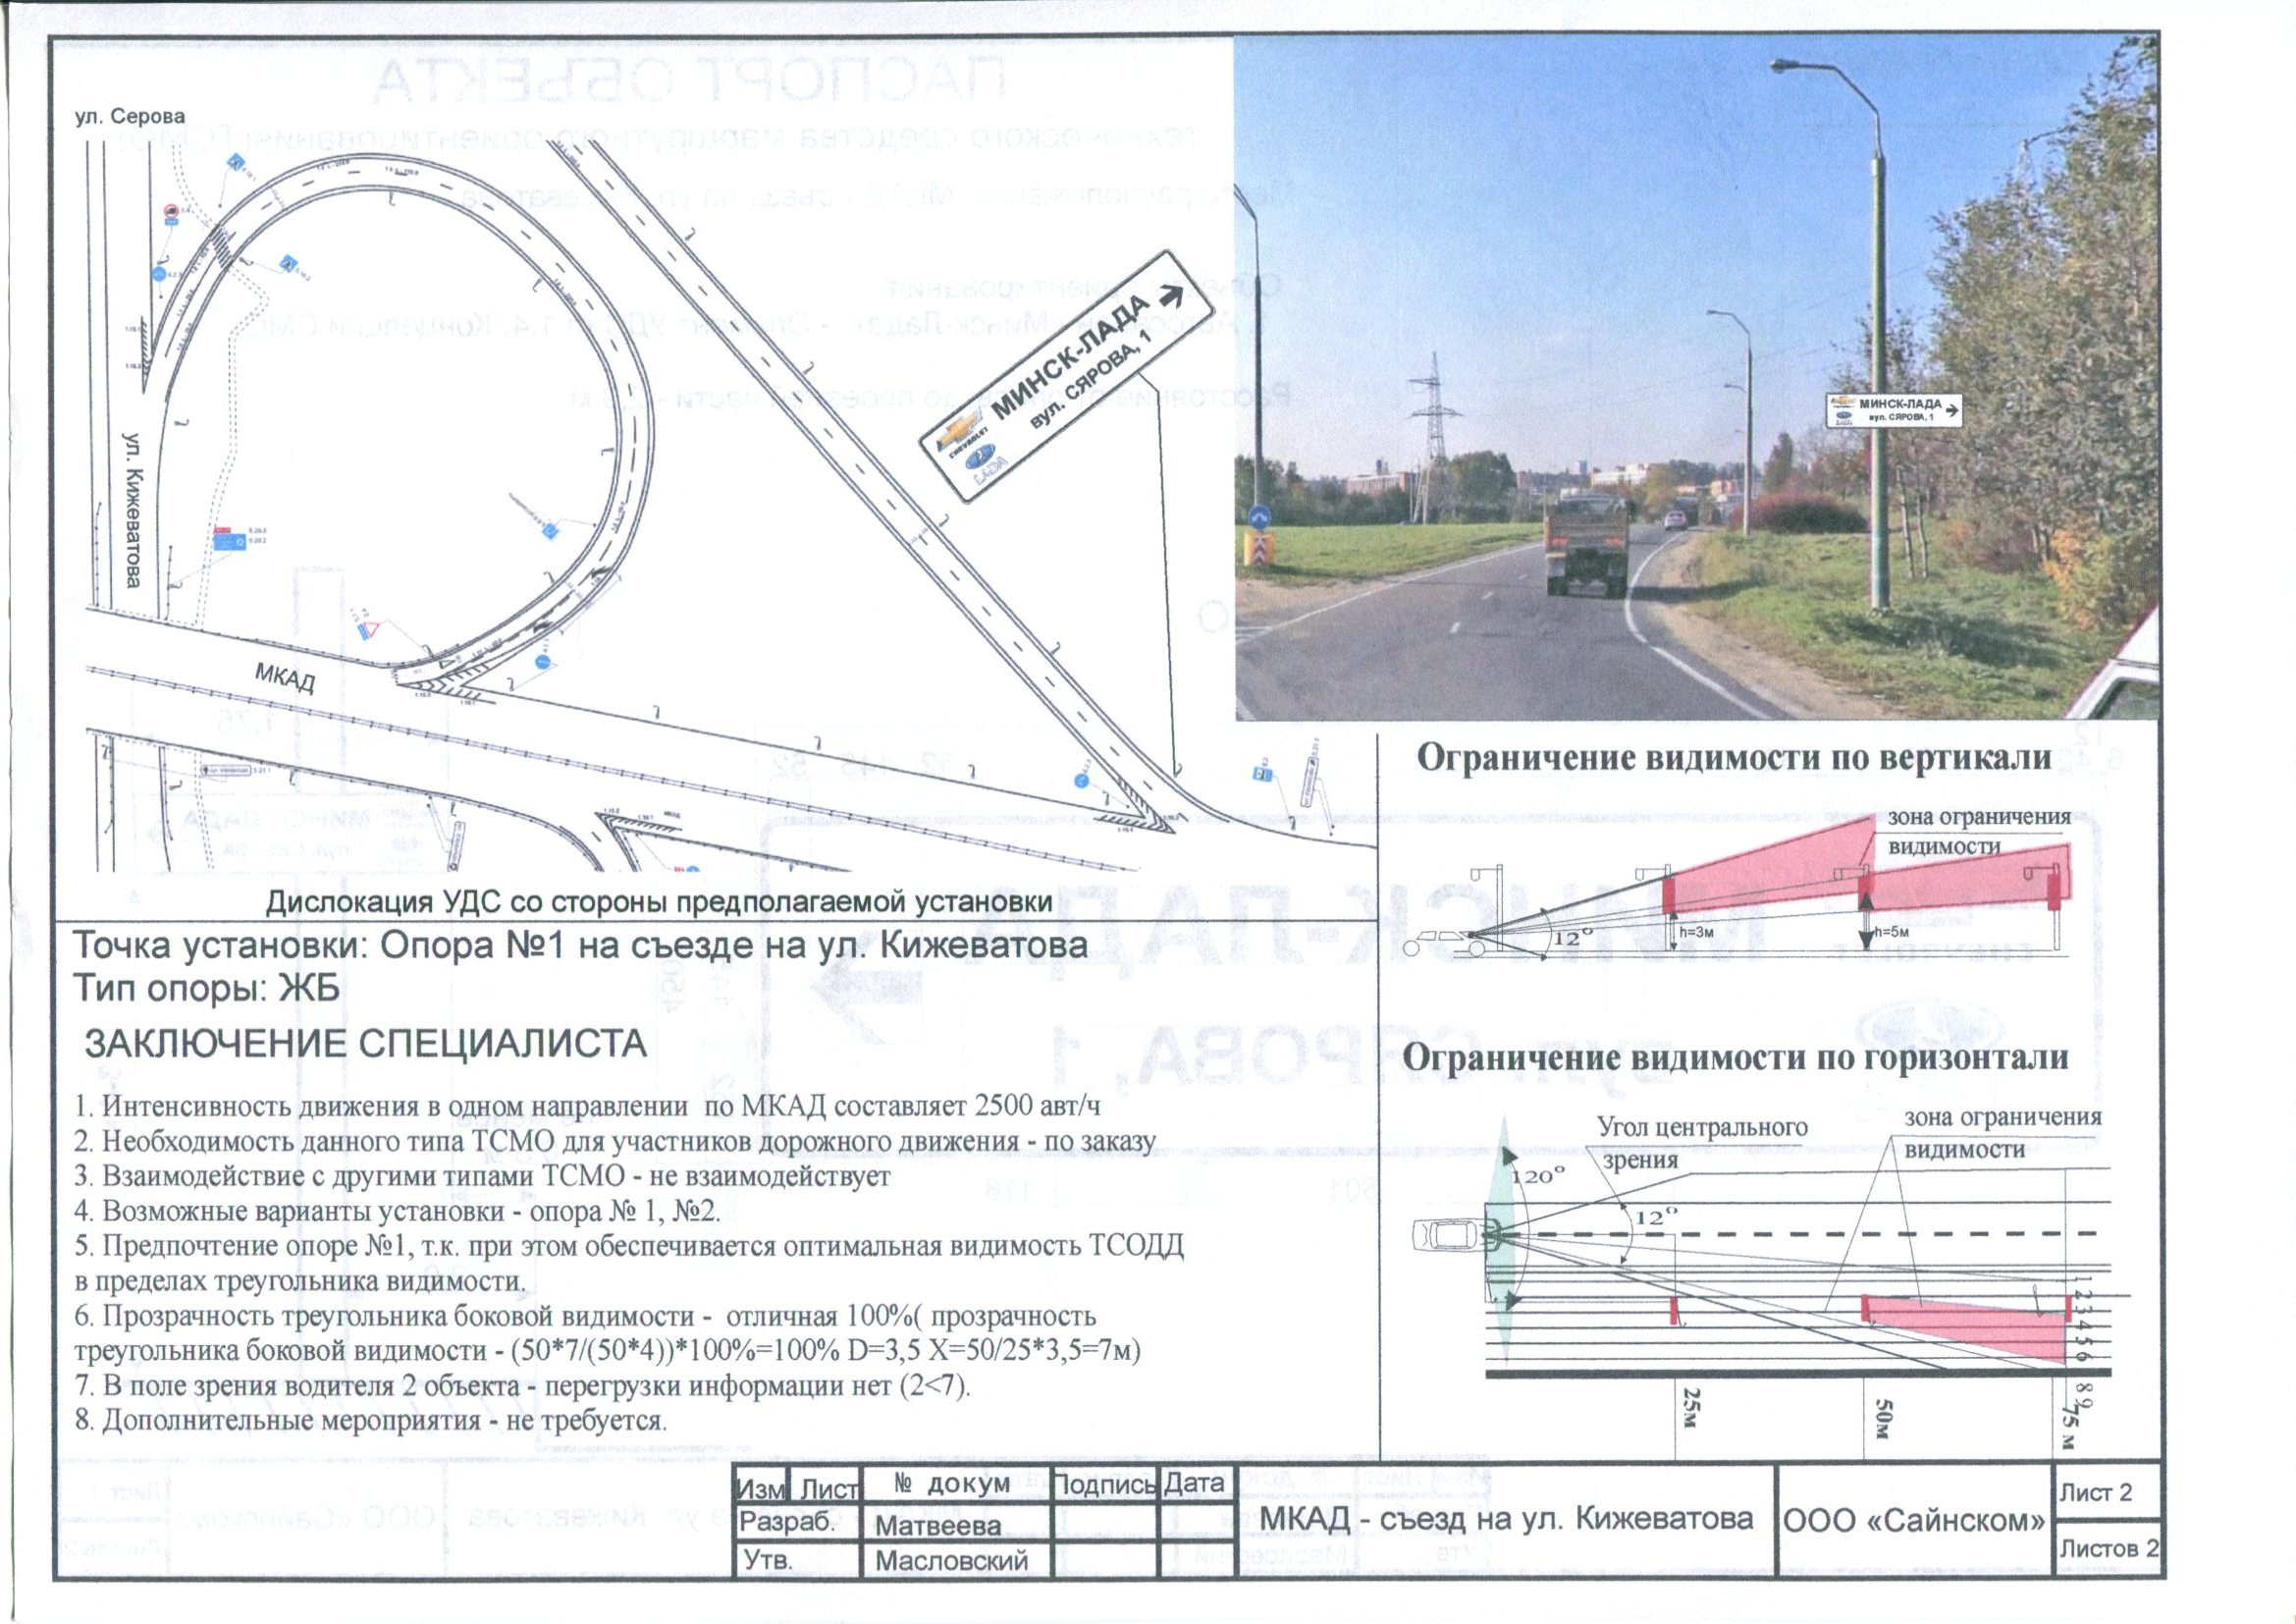 ул. Серова
ул. Кижеватова
МКАД
CHEVROLET
LADA
МИНСК-ЛАДА
вул. СЯРОВА, 1
МИНСК-ЛАДА
вул. СЯРОВА, 1
Дислокация УДС со стороны предполагаемой установки
Точка установки: Опора №1 на съезде на ул. Кижеватова
Тип опоры: ЖБ
ЗАКЛЮЧЕНИЕ СПЕЦИАЛИСТА
1. Интенсивность движения в одном направлении по МКАД составляет 2500 авт/ч
2. Необходимость данного типа ТСМО для участников дорожного движения - по заказу
3. Взаимодействие с другими типами ТСМО - не взаимодействует
4. Возможные варианты установки - опора № 1, №2.
5. Предпочтение опоре №1, т.к. при этом обеспечивается оптимальная видимость ТСОДД
в пределах треугольника видимости.
6. Прозрачность треугольника боковой видимости - отличная 100%( прозрачность
треугольника боковой видимости - (50*7/(50*4))*100%=100% D=3,5 X=50/25*3,5=7м)
7. В поле зрения водителя 2 объекта - перегрузки информации нет (2<7).
8. Дополнительные мероприятия - не требуется.
Ограничение видимости по вертикали
зона ограничения
видимости
12°
h=3м
h=5м
Ограничение видимости по горизонтали
Угол центрального
зрения
зона ограничения
видимости
120°
12°
1 2 3 4 5 6 8 9
25м
50м
75 м
Изм Лист № докум Подпись Дата
Разраб. Матвеева
Утв. Масловский
МКАД - съезд на ул. Кижеватова
ООО «Сайнском»
Лист 2
Листов 2